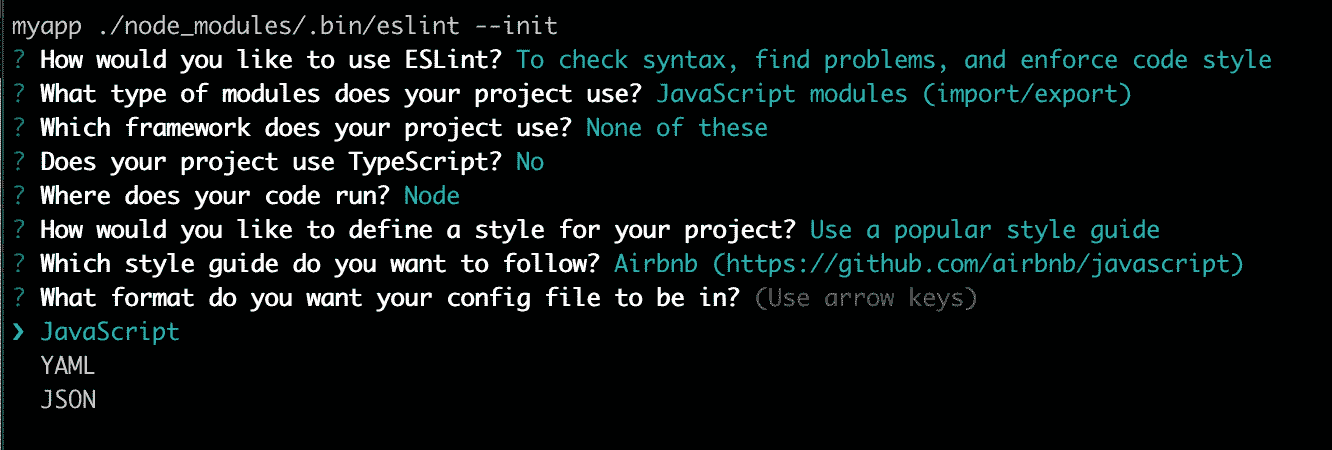 myapp ./node_modules/.bin/eslint --init
? How would you like to use ESLint? To check syntax, find problems, and enforce code style
? What type of modules does your project use? JavaScript modules (import/export)
? Which framework does your project use? None of these
? Does your project use TypeScript? No
? Where does your code run? Node
? How would you like to define a style for your project? Use a popular style guide
? Which style guide do you want to follow? Airbnb (https://github.com/airbnb/javascript)
? What format do you want your config file to be in? (Use arrow keys)
❯ JavaScript
YAML
JSON